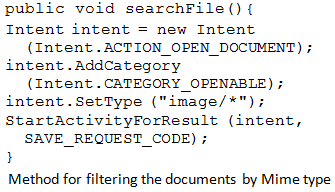 public void searchFile(){
Intent intent = new Intent
(Intent.ACTION_OPEN_DOCUMENT);
intent.AddCategory
(Intent.CATEGORY_OPENABLE);
intent.SetType ("image/*");
StartActivityForResult (intent,
SAVE_REQUEST_CODE);
}
Method for filtering the documents by Mime type